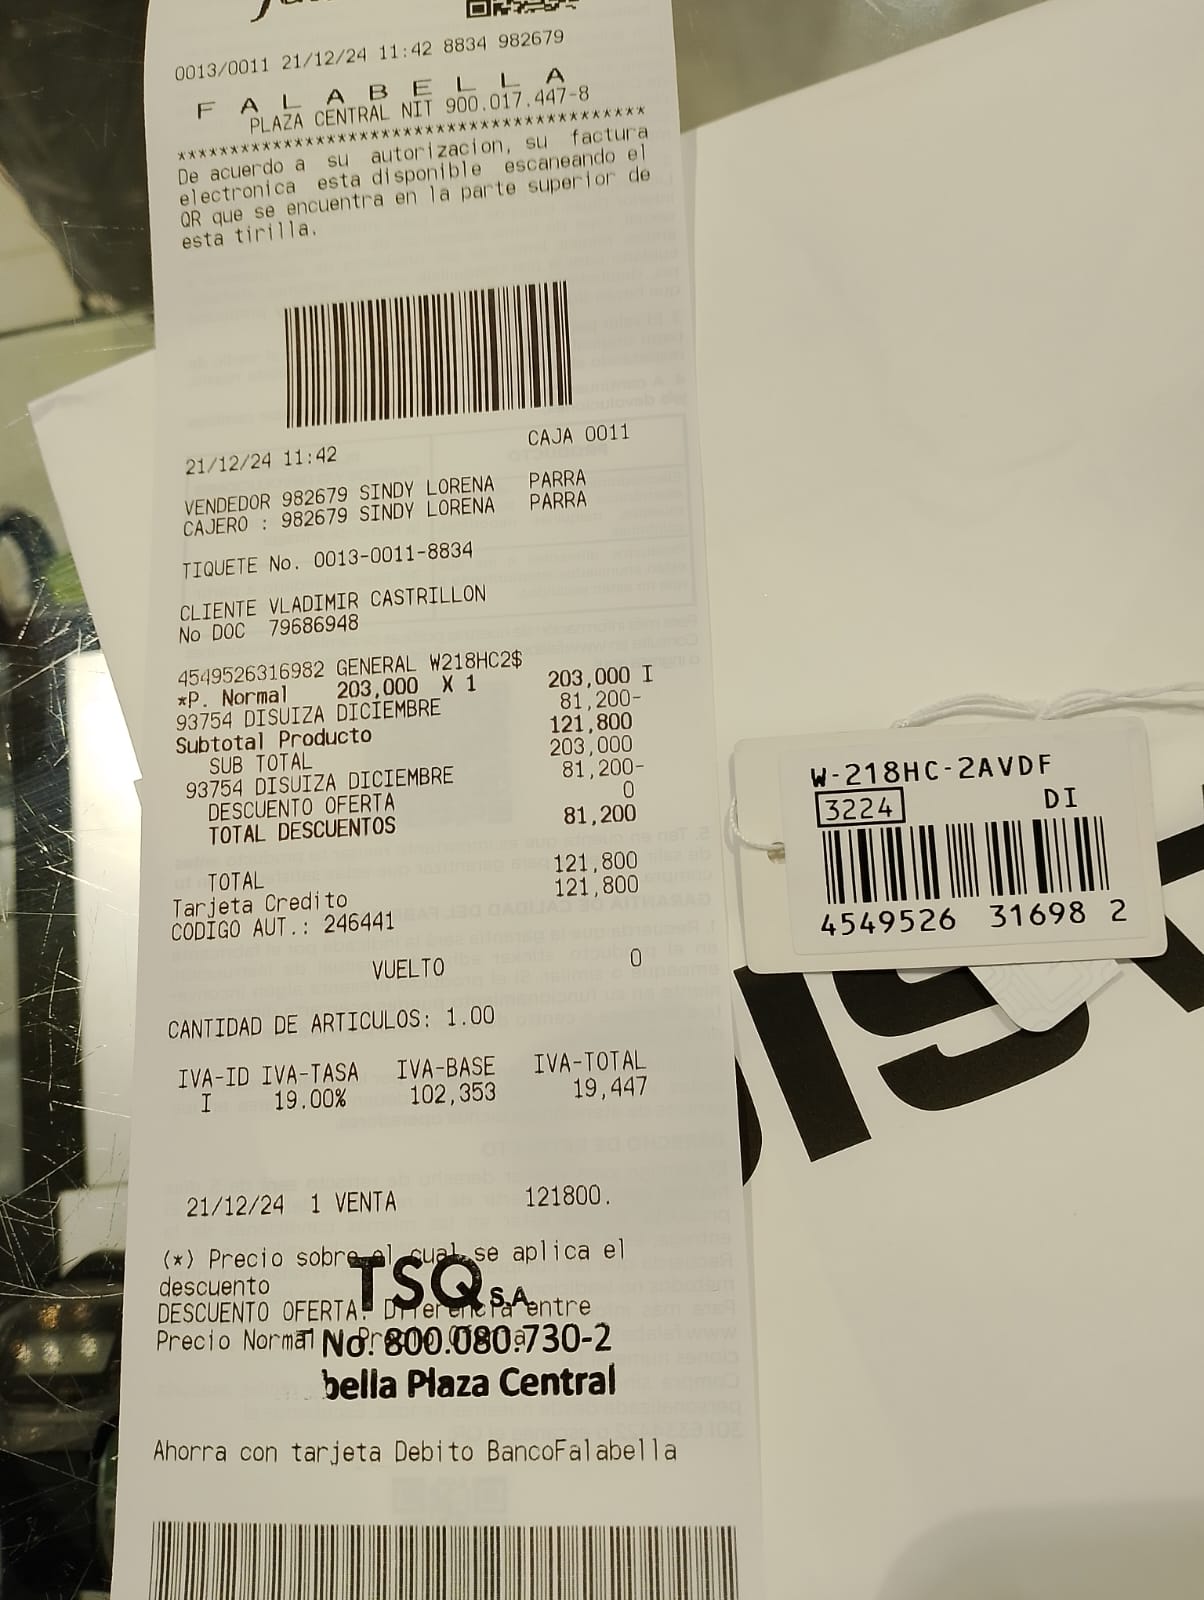 0013/0011 21/12/24 11:42 8834 982679
F A L A B E L L A
PLAZA CENTRAL NIT 900.017.447-8
******************************************
De acuerdo a su autorizacion, su factura
electronica esta disponible escaneando el
QR que se encuentra en la parte superior de
esta tirilla.
21/12/24 11:42 CAJA 0011
VENDEDOR 982679 SINDY LORENA PARRA
CAJERO : 982679 SINDY LORENA PARRA
TIQUETE No. 0013-0011-8834
CLIENTE VLADIMIR CASTRILLON
No DOC 79686948
4549526316982 GENERAL W218HC2$
*P. Normal 203,000 X 1 203,000 I
93754 DISUIZA DICIEMBRE 81,200-
Subtotal Producto 121,800
SUB TOTAL 203,000
93754 DISUIZA DICIEMBRE 81,200-
DESCUENTO OFERTA 0
TOTAL DESCUENTOS 81,200
TOTAL 121,800
Tarjeta Credito 121,800
CODIGO AUT.: 246441
VUELTO 0
CANTIDAD DE ARTICULOS: 1.00
IVA-ID IVA-TASA IVA-BASE IVA-TOTAL
I 19.00% 102,353 19,447
21/12/24 1 VENTA 121800.
(*) Precio sobre el cual se aplica el
descuento
DESCUENTO OFERTA: Diferencia entre
Precio Normal
TSQ S.A.
No. 800.080.730-2
bella Plaza Central
Ahorra con tarjeta Debito BancoFalabella
W-218HC-2AVDF
3224 DI
4549526 31698 2